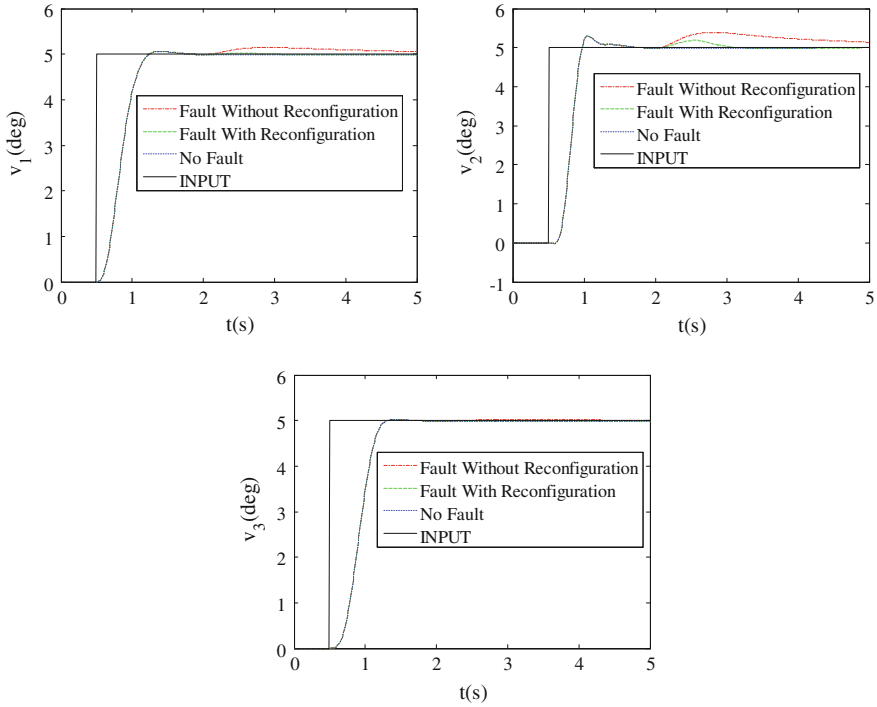 6
5
4
3
2
1
0
v₁(deg)
Fault Without Reconfiguration
Fault With Reconfiguration
No Fault
INPUT
0 1 2 3 4 5
t(s)
6
5
4
3
2
1
0
-1
v₂(deg)
Fault Without Reconfiguration
Fault With Reconfiguration
No Fault
INPUT
0 1 2 3 4 5
t(s)
6
5
4
3
2
1
0
v₃(deg)
Fault Without Reconfiguration
Fault With Reconfiguration
No Fault
INPUT
0 1 2 3 4 5
t(s)